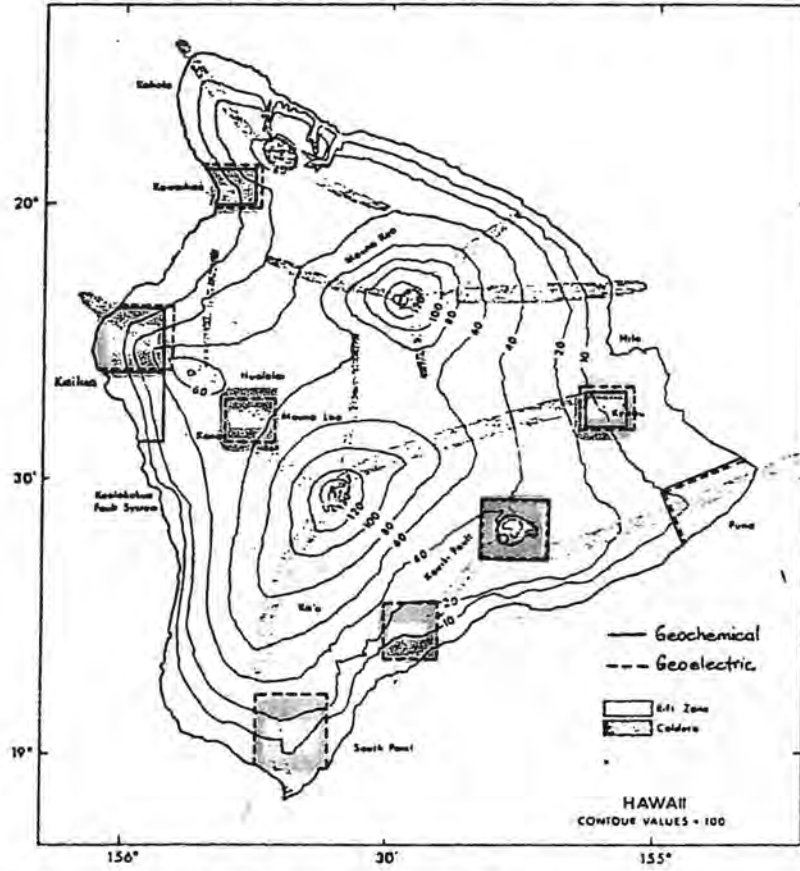 Kohala
Kawaihae
20°
Mauna Kea
100
80
60
40
20
10
Hilo
Hualalai
Kailua
60
Mauna Loa
Keaau
30'
Kealakekua
Fault System
120
100
80
60
40
Puna
Ka'u
20
10
Geochemical
Geoelectric
Rift Zone
Caldera
19°
South Point
HAWAII
CONTOUR VALUES × 100
156°
30'
155°